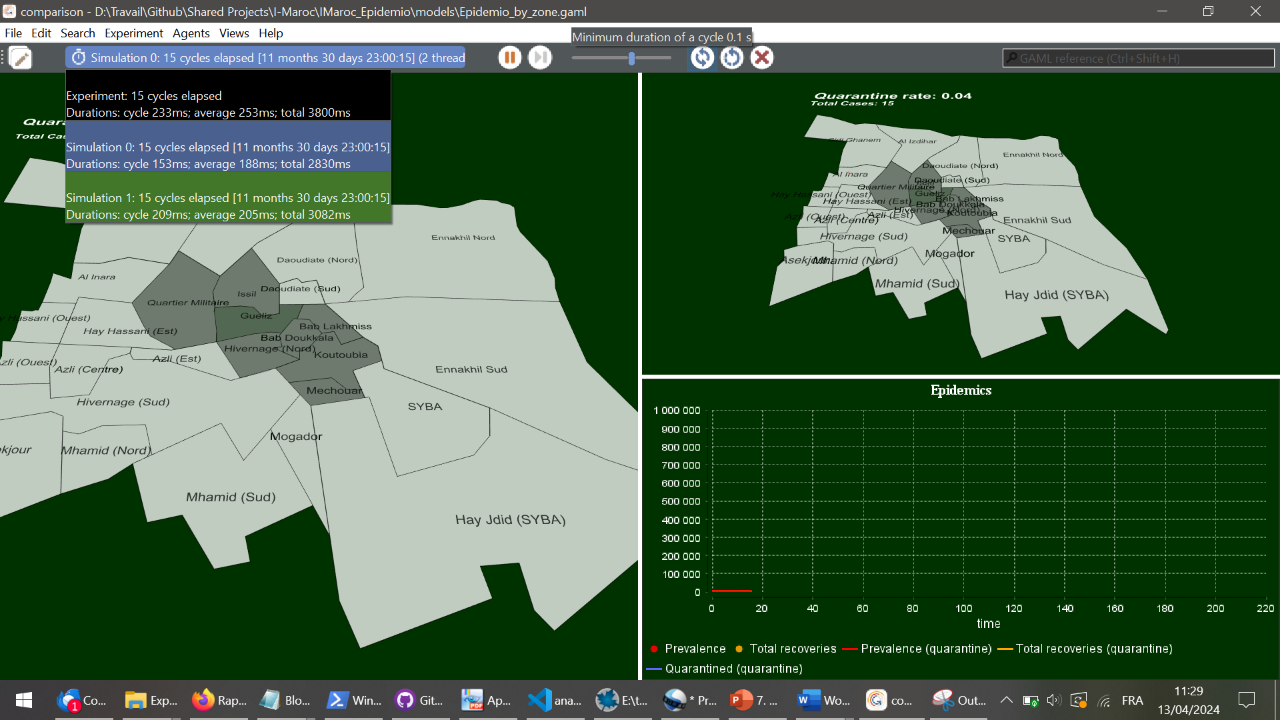 comparison - D:\Travail\Github\Shared Projects\I-Maroc\IMaroc_Epidemio\models\Epidemio_by_zone.gaml
File Edit Search Experiment Agents Views Help
Minimum duration of a cycle 0.1 s
Simulation 0: 15 cycles elapsed [11 months 30 days 23:00:15] (2 thread
GAML reference (Ctrl+Shift+H)
Experiment: 15 cycles elapsed
Durations: cycle 233ms; average 253ms; total 3800ms
Simulation 0: 15 cycles elapsed [11 months 30 days 23:00:15]
Durations: cycle 153ms; average 188ms; total 2830ms
Simulation 1: 15 cycles elapsed [11 months 30 days 23:00:15]
Durations: cycle 209ms; average 205ms; total 3082ms
Total Cas
Ennakhil Nord
Daoudiate (Nord)
Al Inara
Daoudiate (Sud)
Issil
Quartier Militaire
Gueliz
Hay Hassani (Ouest)
Bab Lakhmiss
Hay Hassani (Est)
Bab Doukkala
Hivernage (Nord)
Koutoubia
Azli (Est)
Azli (Ouest)
Azli (Centre)
Ennakhil Sud
Mechouar
Hivernage (Sud)
SYBA
Mogador
ekjour
Mhamid (Nord)
Mhamid (Sud)
Hay Jdid (SYBA)
Quarantine rate: 0.04
Total Cases: 15
Sidi Ghanem
Al Izdihar
Ennakhil Nord
Daoudiate (Nord)
Al Inara
Daoudiate (Sud)
Quartier Militaire
Gueliz
Hay Hassani (Ouest)
Bab Lakhmiss
Hay Hassani (Est)
Bab Doukkala
Hivernage (Nord)
Koutoubia
Azli (Est)
Azli (Ouest)
Azli (Centre)
Ennakhil Sud
Mechouar
Hivernage (Sud)
SYBA
Mogador
Asekjour
Mhamid (Nord)
Mhamid (Sud)
Hay Jdid (SYBA)
Epidemics
1 000 000
900 000
800 000
700 000
600 000
500 000
400 000
300 000
200 000
100 000
0
0 20 40 60 80 100 120 140 160 180 200 220
time
Prevalence Total recoveries Prevalence (quarantine) Total recoveries (quarantine)
Quarantined (quarantine)
1 Co... Exp... Rap... Blo... Win... Git... Ap... ana... E:\t... * Pr... 7. ... Wo... co... Out... FRA
11:29
13/04/2024